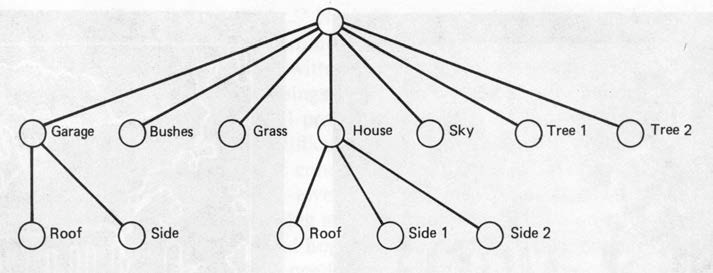 Garage Bushes Grass House Sky Tree 1 Tree 2
Roof Side Roof Side 1 Side 2